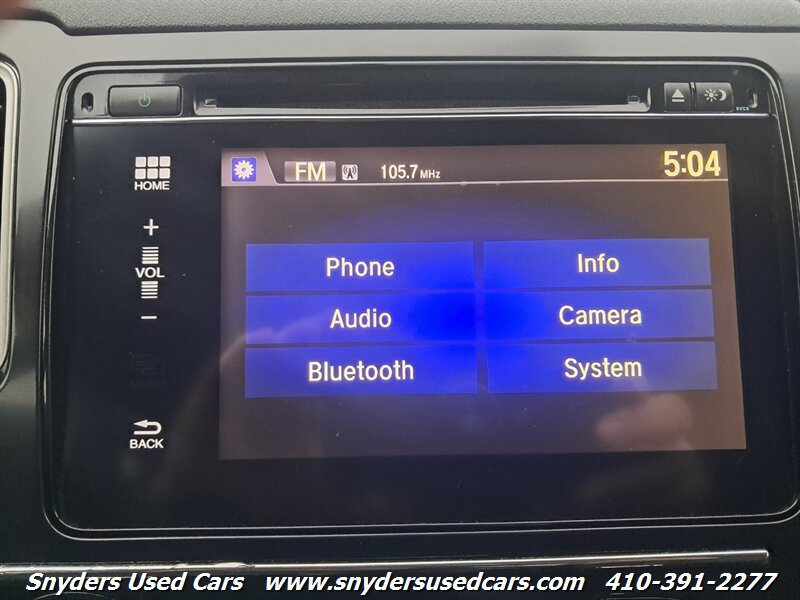 HOME
+
VOL
−
MENU
BACK
FM 105.7 MHz 5:04
Phone Info
Audio Camera
Bluetooth System
Snyders Used Cars www.snydersusedcars.com 410-391-2277